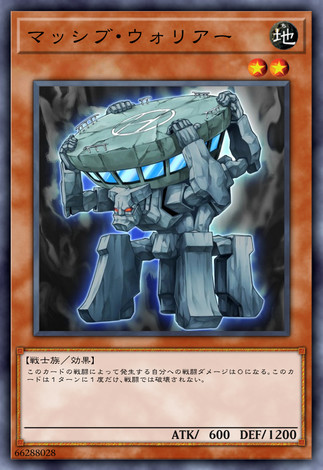 マッシブ・ウォリアー
地
【戦士族／効果】
このカードの戦闘によって発生する自分への戦闘ダメージは０になる。このカ
ードは１ターンに１度だけ、戦闘では破壊されない。
ATK/ 600 DEF/1200
66288028